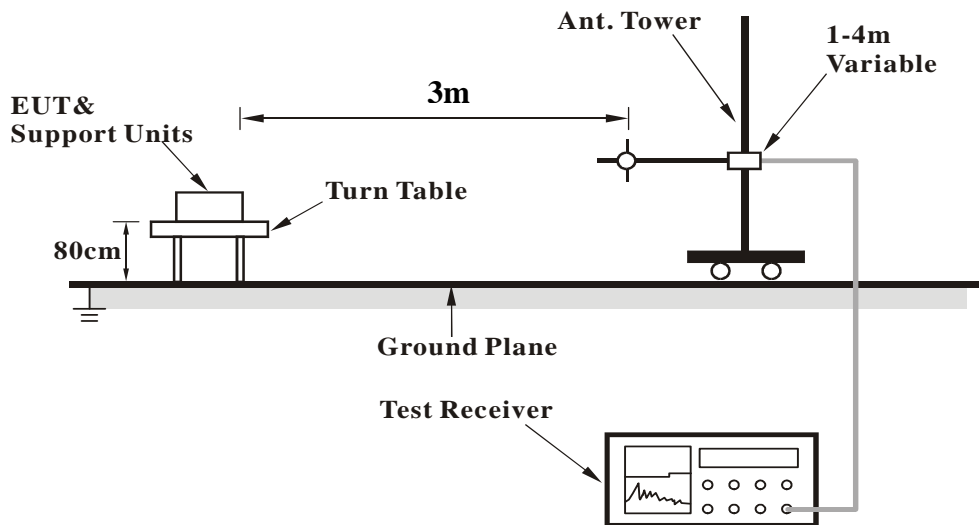 Ant. Tower
1-4m
Variable
3m
EUT&
Support Units
Turn Table
80cm
Ground Plane
Test Receiver